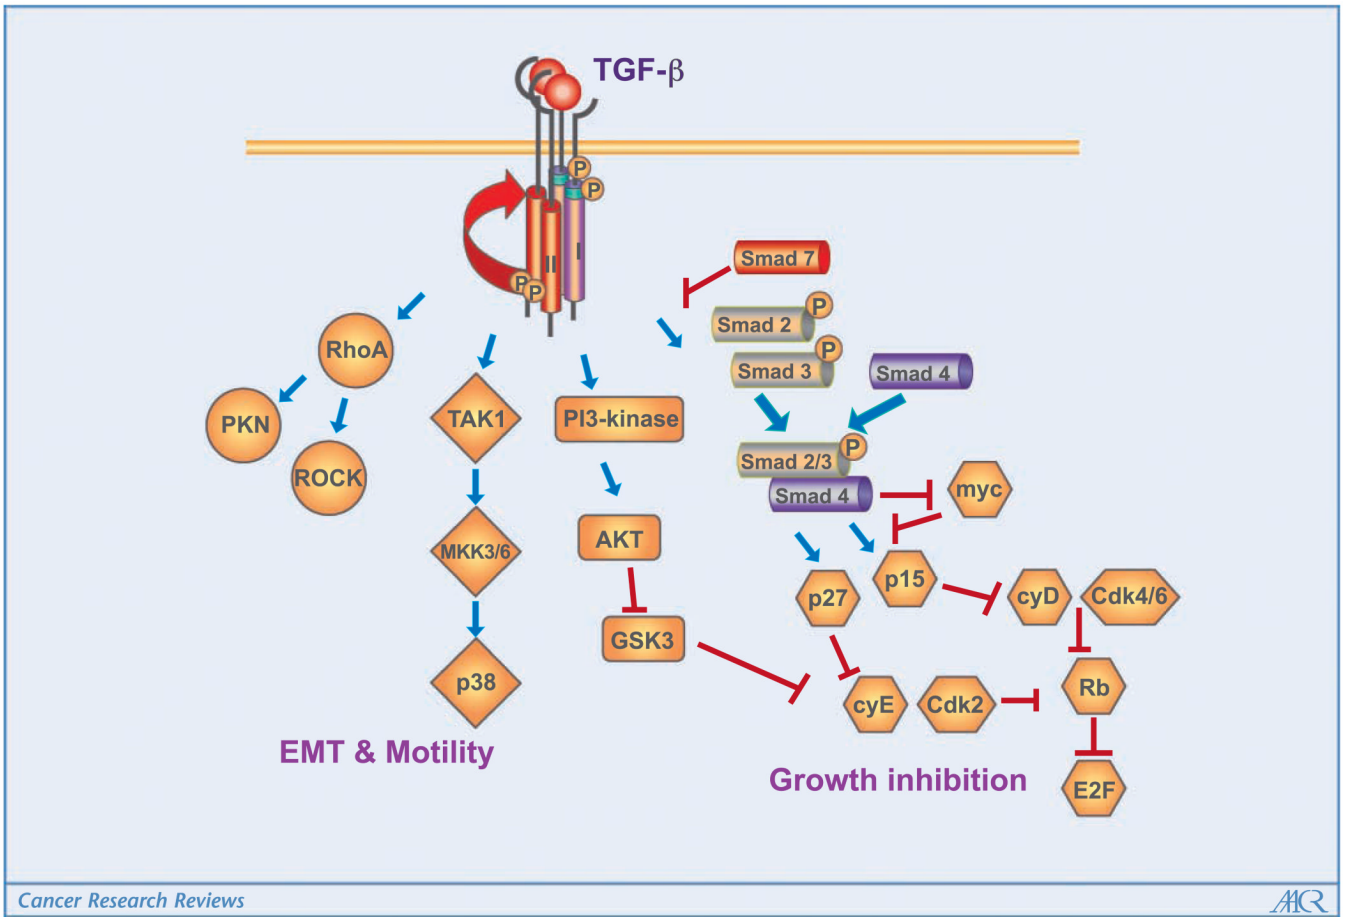 TGF-β
P
P
II
I
P
P
Smad 7
Smad 2
P
RhoA
Smad 3
P
Smad 4
TAK1
PI3-kinase
PKN
Smad 2/3
P
ROCK
Smad 4
myc
AKT
MKK3/6
p15
p27
cyD
Cdk4/6
GSK3
p38
Rb
cyE
Cdk2
EMT & Motility
Growth inhibition
E2F
Cancer Research Reviews
AACR